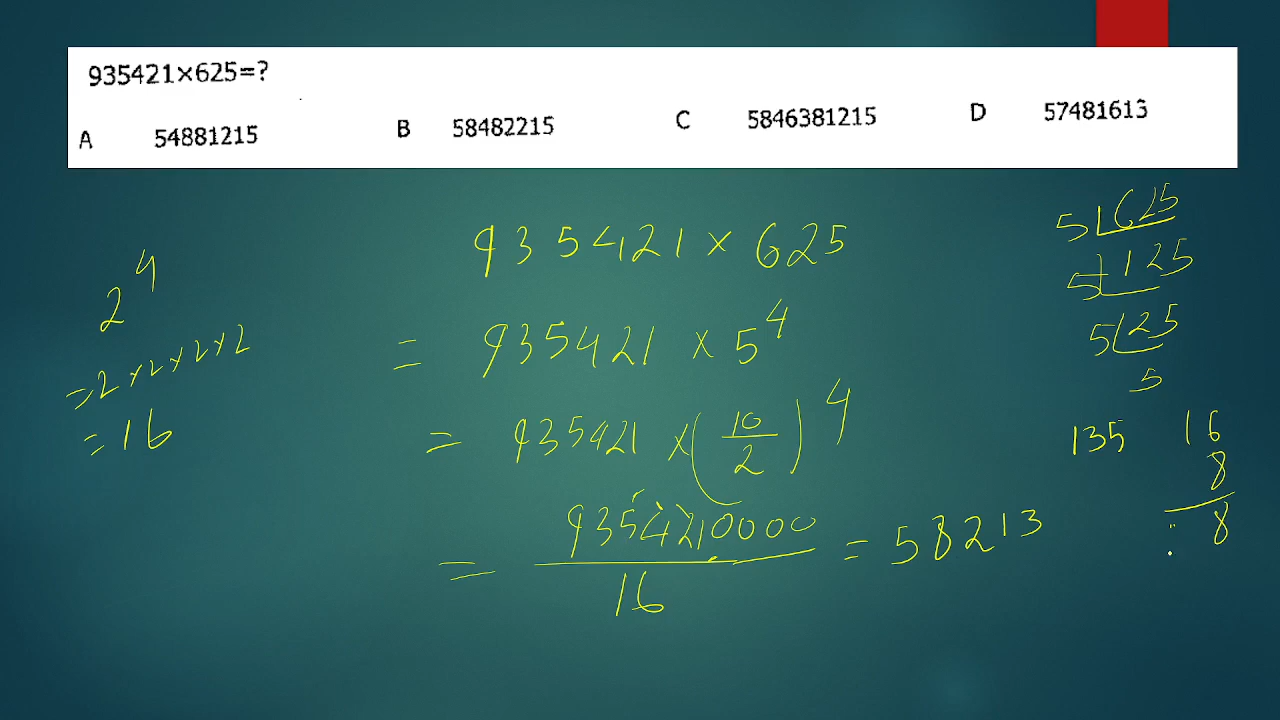 935421×625=?
A 54881215 B 58482215 C 5846381215 D 57481613
935421 × 625
= 935421 × 5^4
= 935421 × (10/2)^4
= 9354210000/16 = 58213
2^4
= 2 × 2 × 2 × 2
= 16
5 625
5 125
5 25
5
135
16
8
8